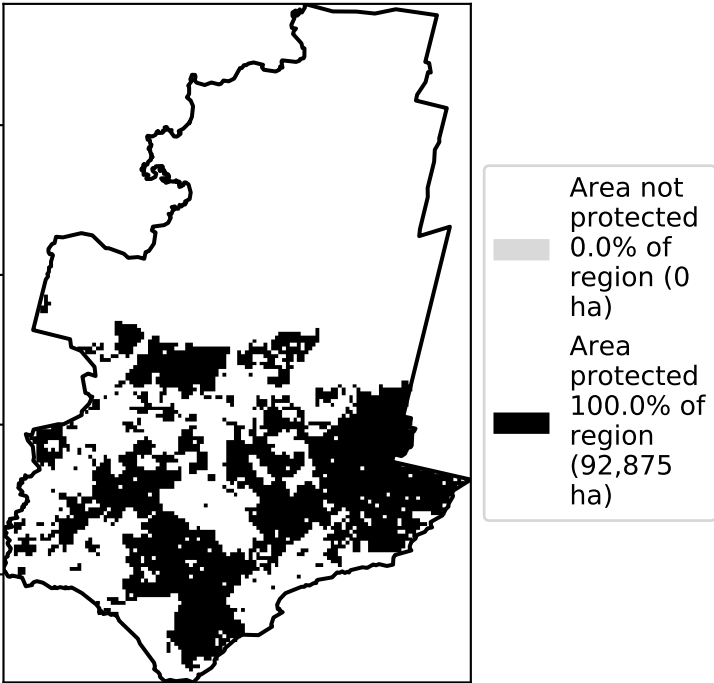 Area not
protected
0.0% of
region (0
ha)
Area
protected
100.0% of
region
(92,875
ha)